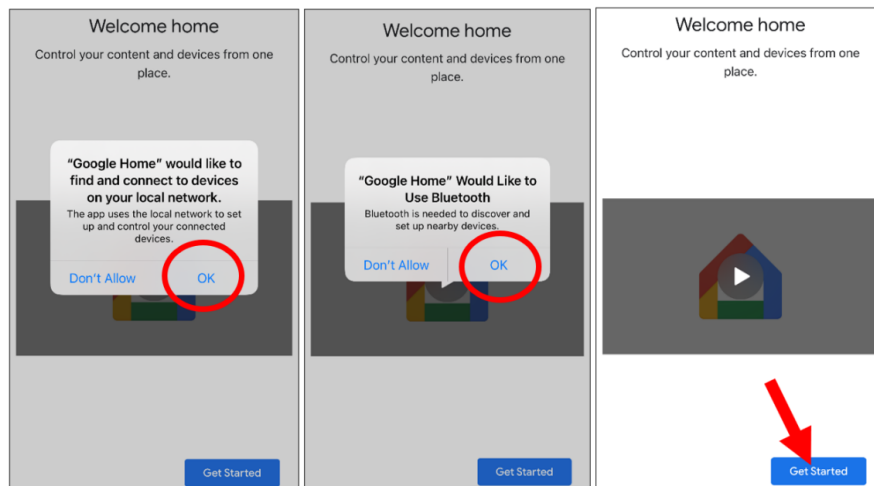 Welcome home
Control your content and devices from one
place.
“Google Home” would like to
find and connect to devices
on your local network.
The app uses the local network to set
up and control your connected
devices.
Don’t Allow
OK
Get Started
Welcome home
Control your content and devices from one
place.
“Google Home” Would Like to
Use Bluetooth
Bluetooth is needed to discover and
set up nearby devices.
Don’t Allow
OK
Get Started
Welcome home
Control your content and devices from one
place.
Get Started